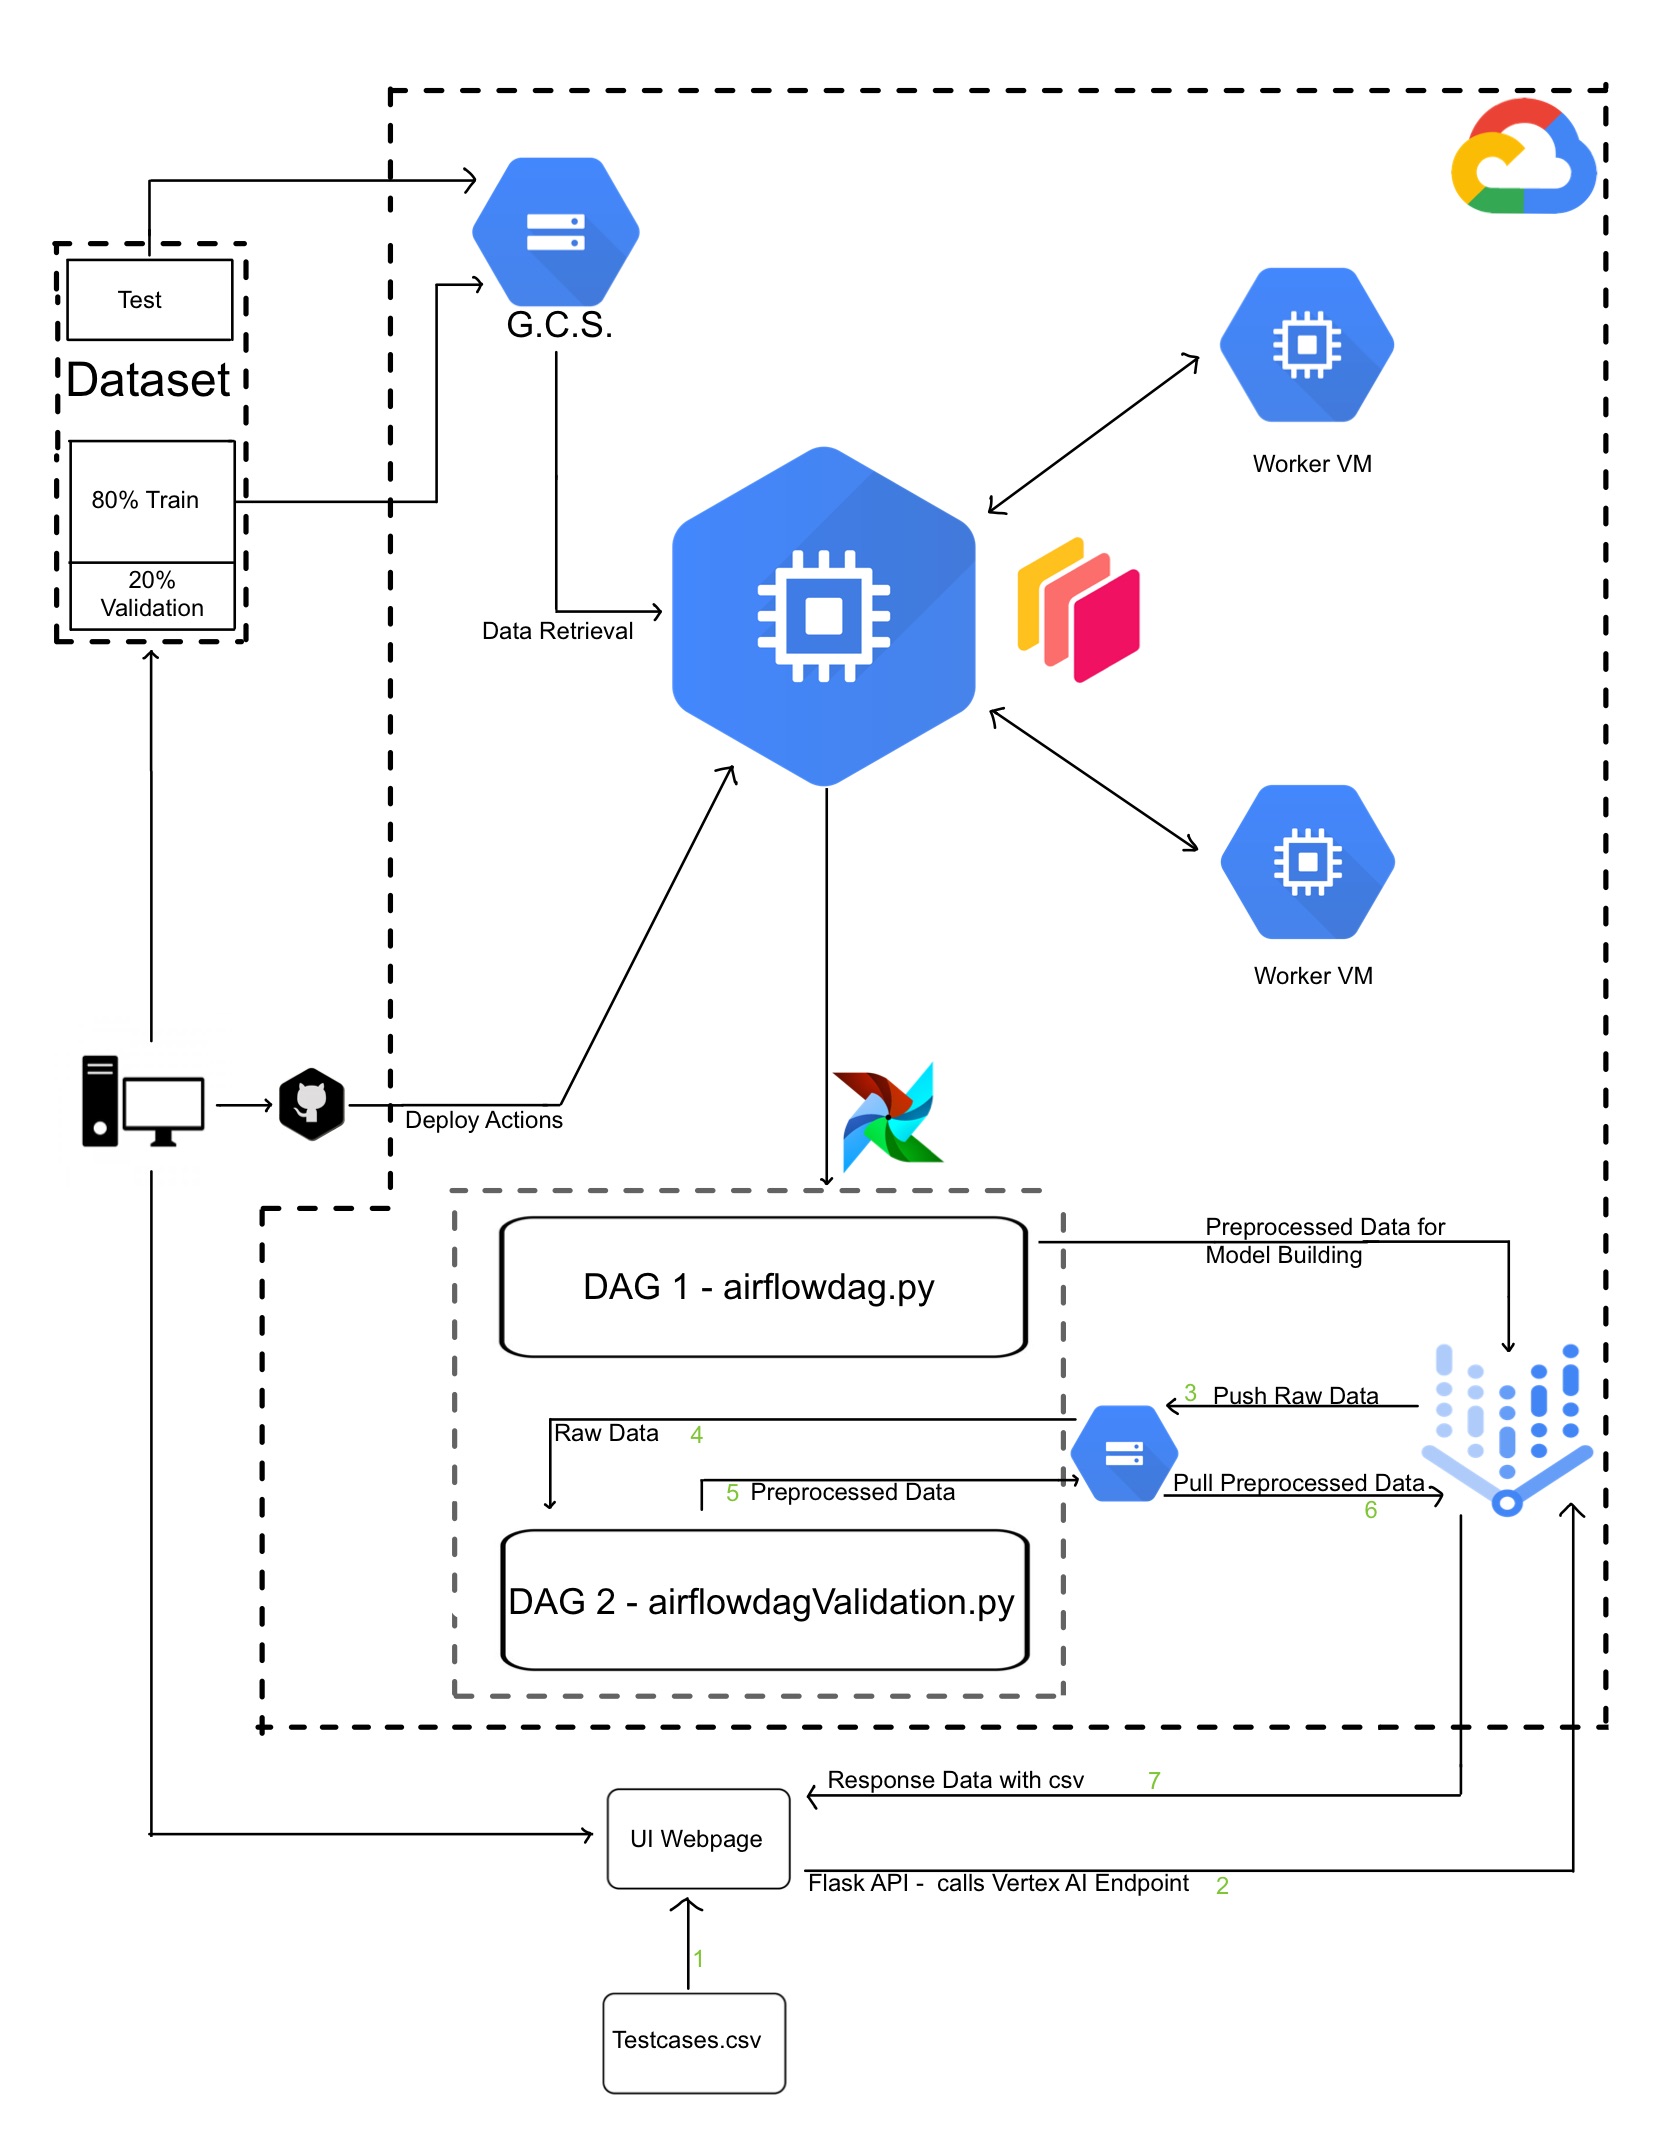 G.C.S.
Test
Dataset
80% Train
20%
Validation
Worker VM
Data Retrieval
Worker VM
Deploy Actions
Preprocessed Data for
Model Building
DAG 1 - airflowdag.py
3 Push Raw Data
Raw Data 4
5 Preprocessed Data
Pull Preprocessed Data
6
DAG 2 - airflowdagValidation.py
Response Data with csv 7
UI Webpage
Flask API - calls Vertex AI Endpoint 2
1
Testcases.csv